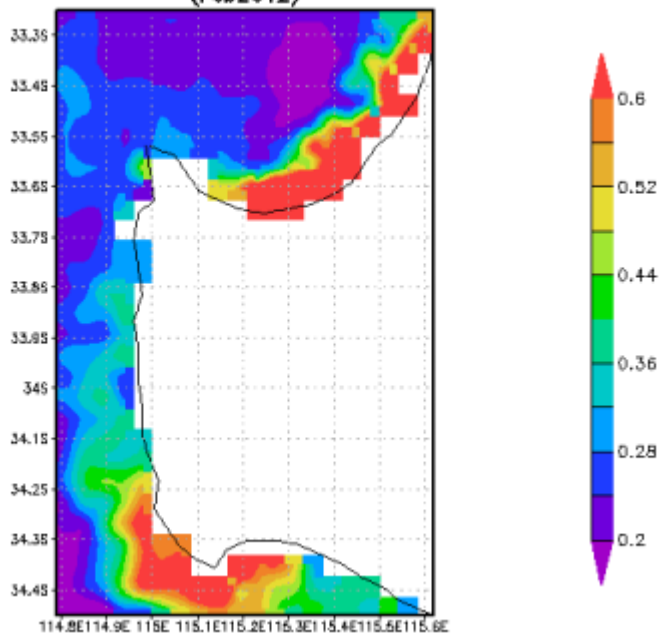 (Feb2012)
33.3S
33.4S
33.5S
33.6S
33.7S
33.8S
33.9S
34S
34.1S
34.2S
34.3S
34.4S
114.8E114.9E 115E 115.1E115.2E115.3E115.4E115.5E115.6E
0.6
0.52
0.44
0.36
0.28
0.2